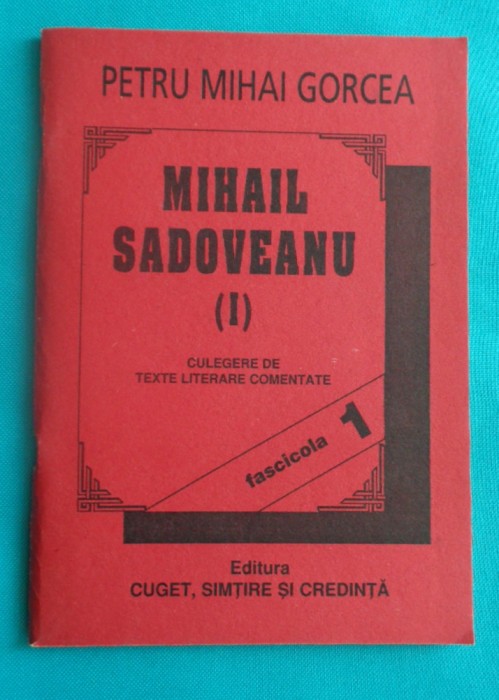 PETRU MIHAI GORCEA
MIHAIL
SADOVEANU
(I)
CULEGERE DE
TEXTE LITERARE COMENTATE
fascicola 1
Editura
CUGET, SIMȚIRE ȘI CREDINȚĂ